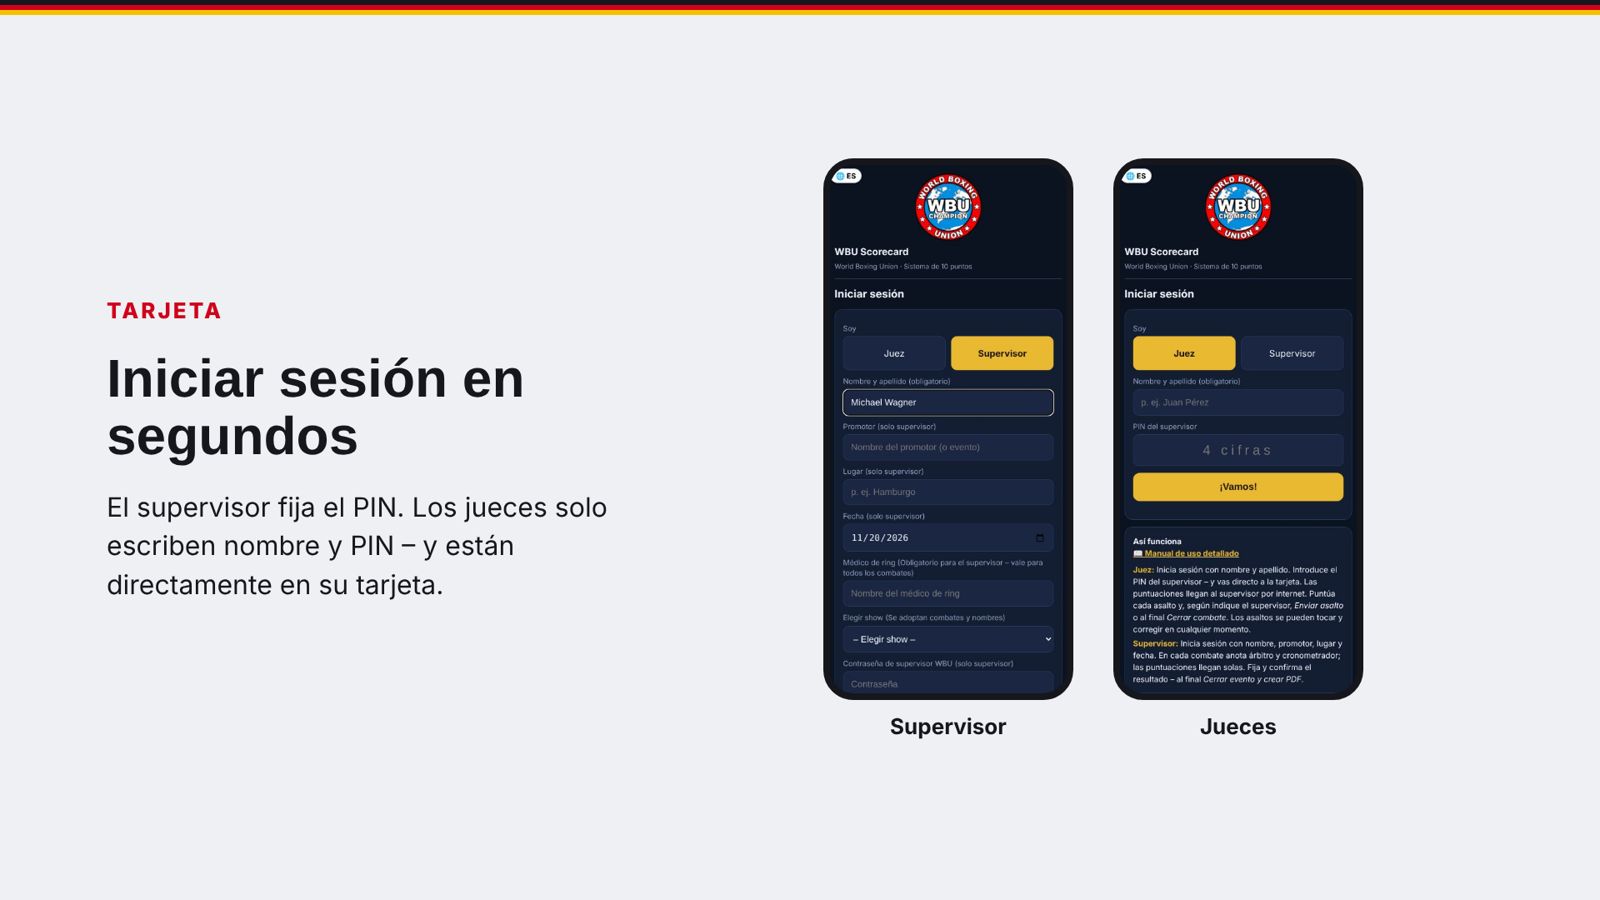 TARJETA
Iniciar sesión en
segundos
El supervisor fija el PIN. Los jueces solo
escriben nombre y PIN – y están
directamente en su tarjeta.
🌐 ES
WORLD BOXING
WBU
CHAMPION
UNION
WBU Scorecard
World Boxing Union · Sistema de 10 puntos
Iniciar sesión
Soy
Juez
Supervisor
Nombre y apellido (obligatorio)
Michael Wagner
Promotor (solo supervisor)
Nombre del promotor (o evento)
Lugar (solo supervisor)
p. ej. Hamburgo
Fecha (solo supervisor)
11/20/2026
Médico de ring (Obligatorio para el supervisor – vale para
todos los combates)
Nombre del médico de ring
Elegir show (Se adoptan combates y nombres)
– Elegir show –
Contraseña de supervisor WBU (solo supervisor)
Contraseña
Supervisor
🌐 ES
WORLD BOXING
WBU
CHAMPION
UNION
WBU Scorecard
World Boxing Union · Sistema de 10 puntos
Iniciar sesión
Soy
Juez
Supervisor
Nombre y apellido (obligatorio)
p. ej. Juan Pérez
PIN del supervisor
4 cifras
¡Vamos!
Así funciona
📖 Manual de uso detallado
Juez: Inicia sesión con nombre y apellido. Introduce el
PIN del supervisor – y vas directo a la tarjeta. Las
puntuaciones llegan al supervisor por internet. Puntúa
cada asalto y, según indique el supervisor, Enviar asalto
o al final Cerrar combate. Los asaltos se pueden tocar y
corregir en cualquier momento.
Supervisor: Inicia sesión con nombre, promotor, lugar y
fecha. En cada combate anota árbitro y cronometrador;
las puntuaciones llegan solas. Fija y confirma el
resultado – al final Cerrar evento y crear PDF.
Jueces